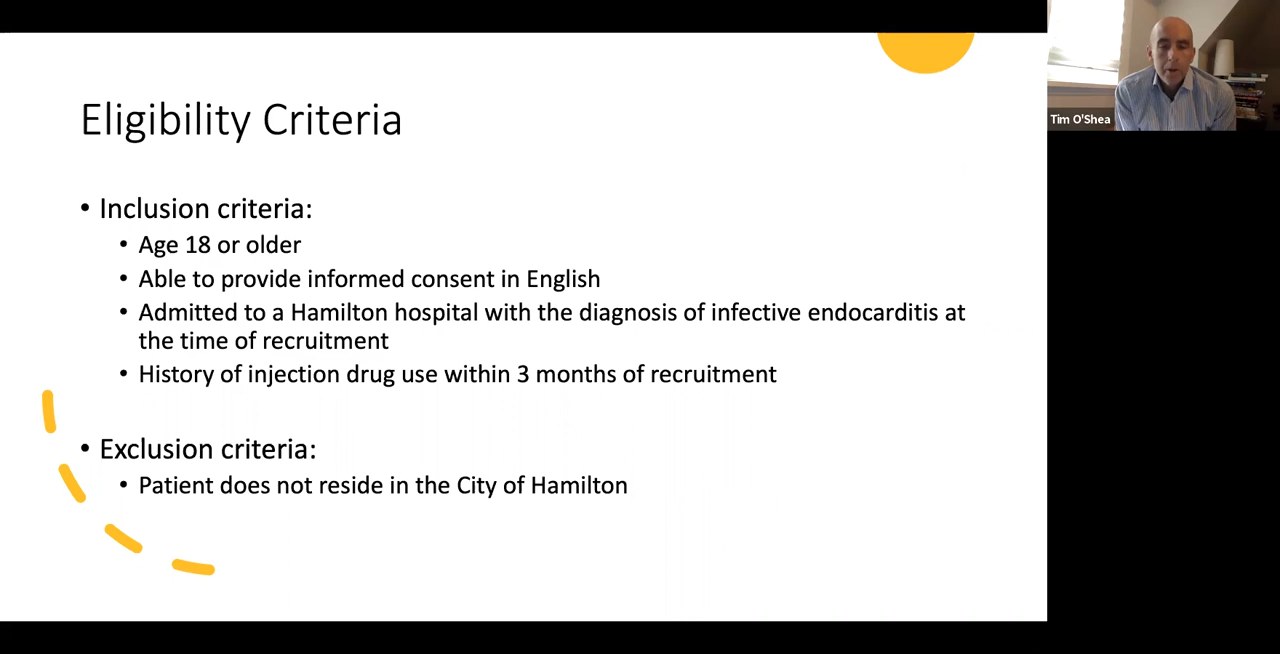 Eligibility Criteria
• Inclusion criteria:
• Age 18 or older
• Able to provide informed consent in English
• Admitted to a Hamilton hospital with the diagnosis of infective endocarditis at
the time of recruitment
• History of injection drug use within 3 months of recruitment
• Exclusion criteria:
• Patient does not reside in the City of Hamilton
Tim O'Shea